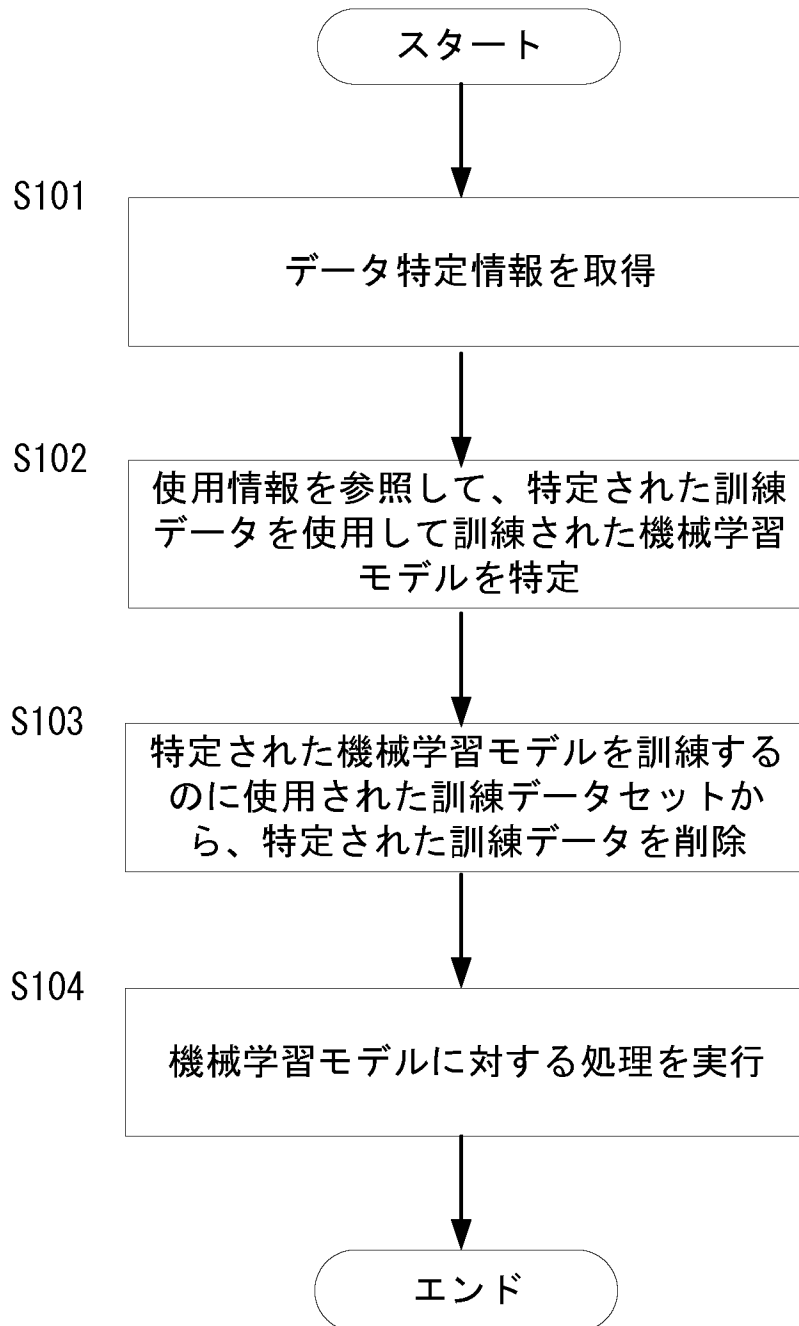 スタート
S101
データ特定情報を取得
S102
使用情報を参照して、特定された訓練
データを使用して訓練された機械学習
モデルを特定
S103
特定された機械学習モデルを訓練する
のに使用された訓練データセットか
ら、特定された訓練データを削除
S104
機械学習モデルに対する処理を実行
エンド